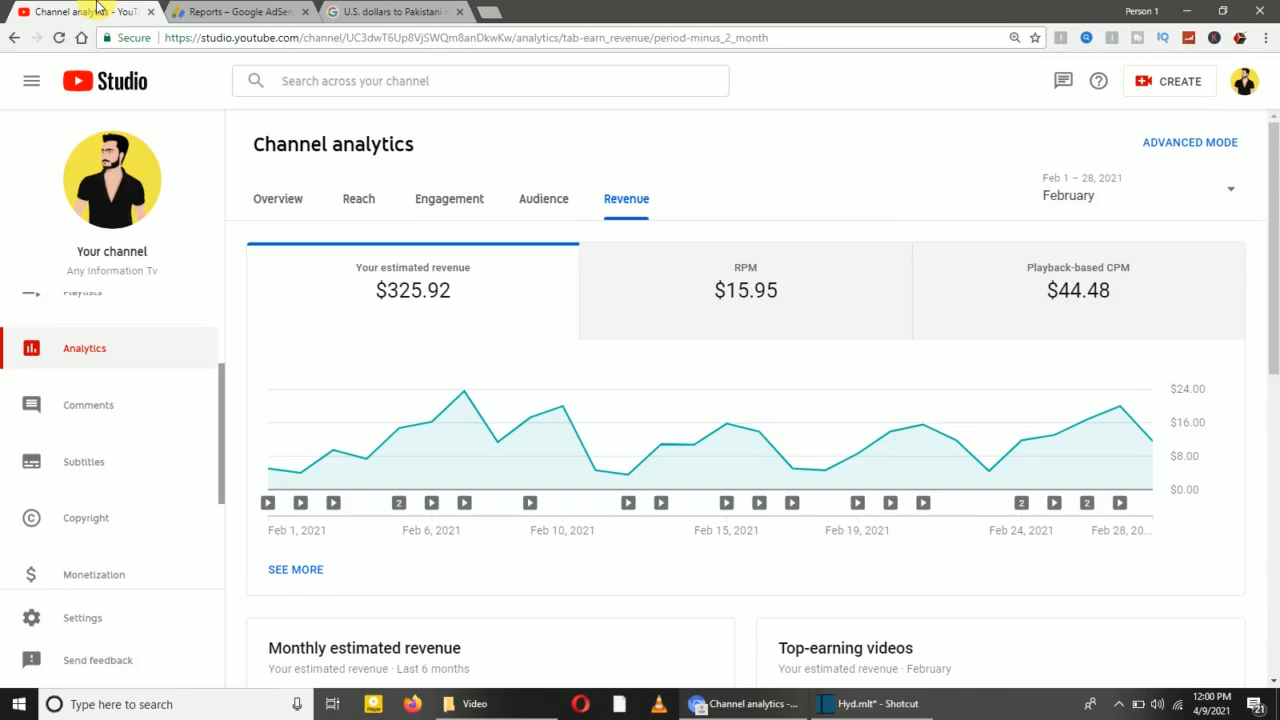 Channel analytics - YouT
Reports – Google AdSen
U.S. dollars to Pakistani r
Person 1
Secure
https://studio.youtube.com/channel/UC3dwT6Up8VjSWQm8anDkwKw/analytics/tab-earn_revenue/period-minus_2_month
Studio
Search across your channel
CREATE
Your channel
Any Information Tv
Playlists
Analytics
Comments
Subtitles
Copyright
Monetization
Settings
Send feedback
Channel analytics
ADVANCED MODE
Overview
Reach
Engagement
Audience
Revenue
Feb 1 – 28, 2021
February
Your estimated revenue
$325.92
RPM
$15.95
Playback-based CPM
$44.48
$24.00
$16.00
$8.00
$0.00
2
2
2
Feb 1, 2021
Feb 6, 2021
Feb 10, 2021
Feb 15, 2021
Feb 19, 2021
Feb 24, 2021
Feb 28, 20...
SEE MORE
Monthly estimated revenue
Your estimated revenue · Last 6 months
Top-earning videos
Your estimated revenue · February
Type here to search
Video
Channel analytics -...
Hyd.mlt* - Shotcut
12:00 PM
4/9/2021
21